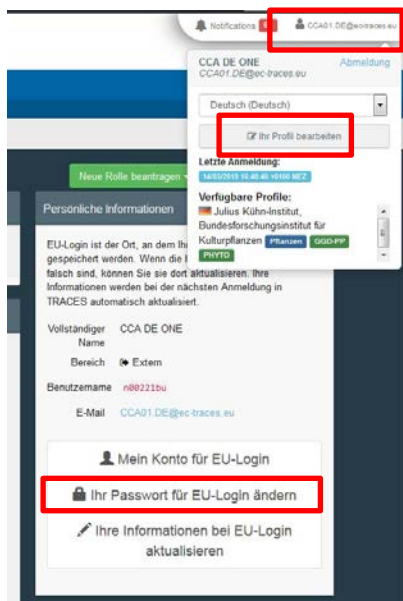 Notifications
CCA01.DE@ec-traces.eu
CCA DE ONE
Abmeldung
CCA01.DE@ec-traces.eu
Deutsch (Deutsch)
Ihr Profil bearbeiten
Letzte Anmeldung:
Verfügbare Profile:
Julius Kühn-Institut,
Bundesforschungsinstitut für
Kulturpflanzen Pflanzen GGD-PP
PHYTO
Neue Rolle beantragen
Persönliche Informationen
EU-Login ist der Ort, an dem Ihr
gespeichert werden. Wenn die I
falsch sind, können Sie sie dort aktualisieren. Ihre
Informationen werden bei der nächsten Anmeldung in
TRACES automatisch aktualisiert.
Vollständiger Name CCA DE ONE
Bereich Extern
Benutzername n00221bu
E-Mail CCA01.DE@ec-traces.eu
Mein Konto für EU-Login
Ihr Passwort für EU-Login ändern
Ihre Informationen bei EU-Login
aktualisieren